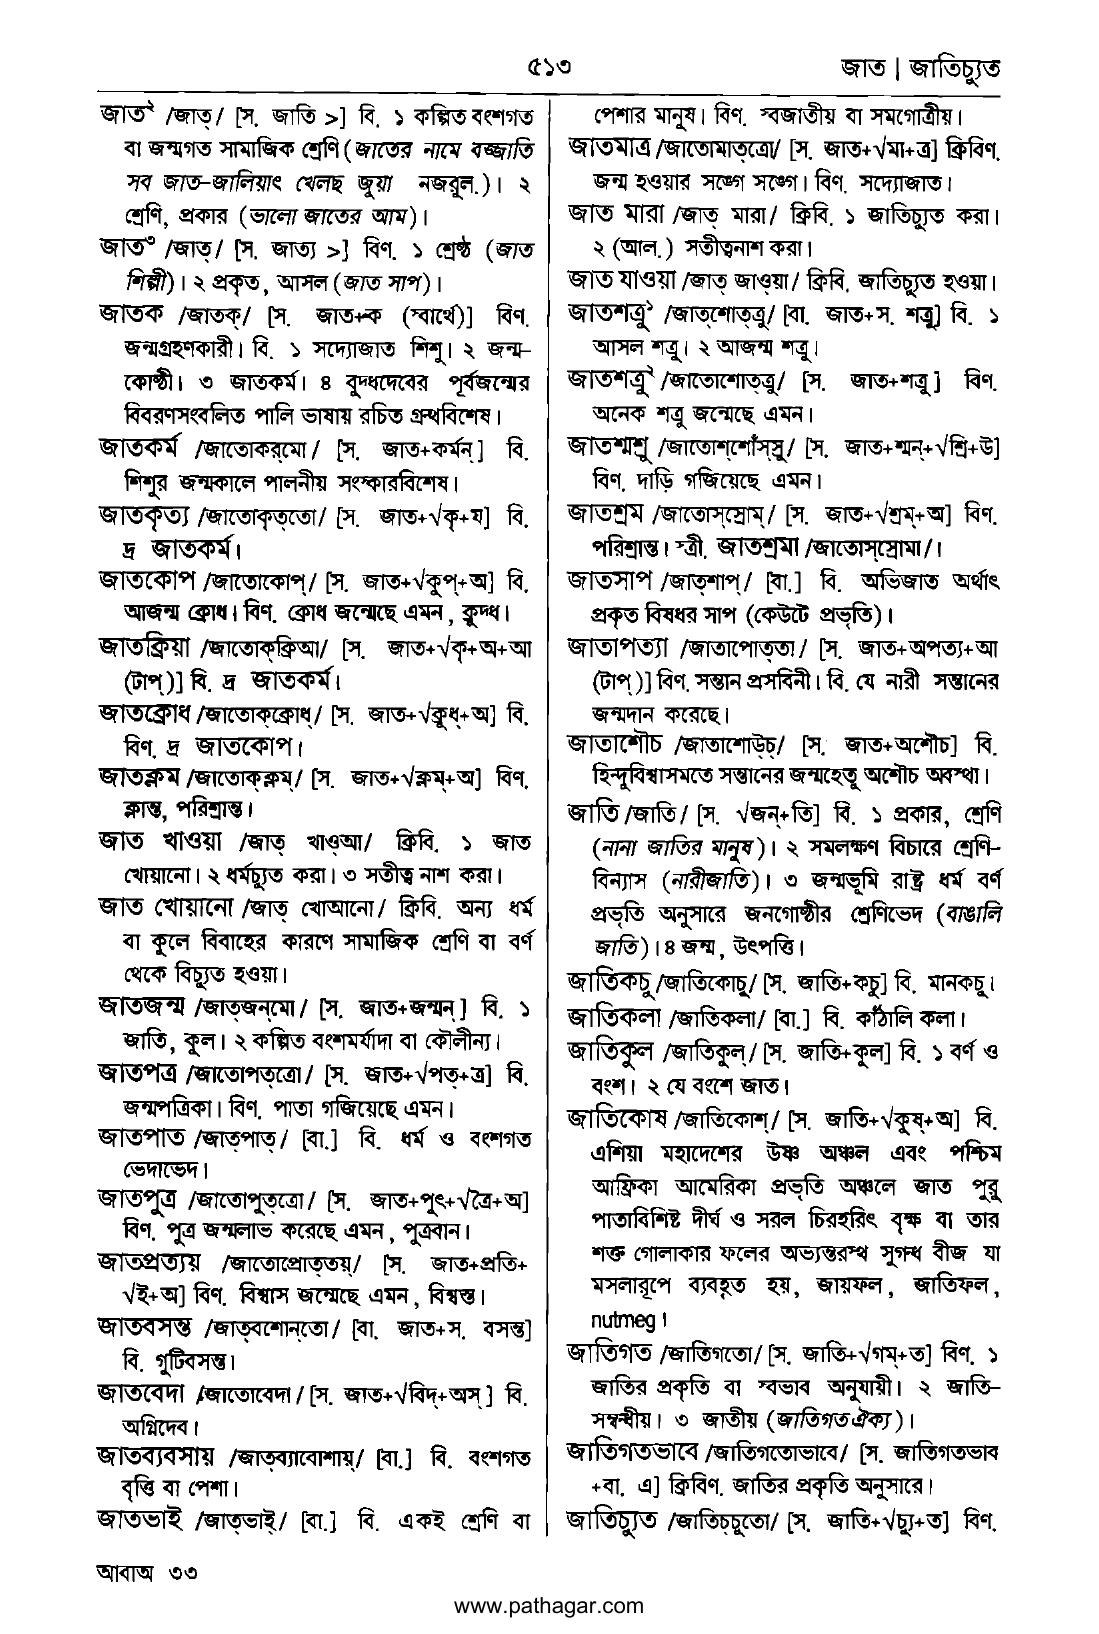 ৫১৩
জাত | জাতিচ্যুত
জাত² /জাত্/ [স. জাতি >] বি. ১ কল্পিত বংশগত
বা জন্মগত সামাজিক শ্রেণি (জাতের নামে বজ্জাতি
সব জাত-জালিয়াৎ খেলছ জুয়া নজরুল.)। ২
শ্রেণি, প্রকার (ভালো জাতের আম)।
জাত³ /জাত্/ [স. জাত্য >] বিণ. ১ শ্রেষ্ঠ (জাত
শিল্পী)। ২ প্রকৃত, আসল (জাত সাপ)।
জাতক /জাতক্/ [স. জাত+ক (স্বার্থে)] বিণ.
জন্মগ্রহণকারী। বি. ১ সদ্যোজাত শিশু। ২ জন্ম-
কোষ্ঠী। ৩ জাতকর্ম। ৪ বুদ্ধদেবের পূর্বজন্মের
বিবরণসংবলিত পালি ভাষায় রচিত গ্রন্থবিশেষ।
জাতকর্ম /জাতোকর্‌মো/ [স. জাত+কর্মন্] বি.
শিশুর জন্মকালে পালনীয় সংস্কারবিশেষ।
জাতকৃত্য /জাতোকৃত্‌তো/ [স. জাত+√কৃ+য] বি.
দ্র জাতকর্ম।
জাতকোপ /জাতোকোপ্/ [স. জাত+√কুপ্+অ] বি.
আজন্ম ক্রোধ। বিণ. ক্রোধ জন্মেছে এমন, ক্রুদ্ধ।
জাতক্রিয়া /জাতোক্‌ক্রিআ/ [স. জাত+√কৃ+অ+আ
(টাপ্)] বি. দ্র জাতকর্ম।
জাতক্রোধ /জাতোক্‌ক্রোধ্/ [স. জাত+√ক্রুধ্+অ] বি.
বিণ. দ্র জাতকোপ।
জাতক্লম /জাতোক্‌ক্লম্/ [স. জাত+√ক্লম্+অ] বিণ.
ক্লান্ত, পরিশ্রান্ত।
জাত খাওয়া /জাত্ খাওআ/ ক্রিবি. ১ জাত
খোয়ানো। ২ ধর্মচ্যুত করা। ৩ সতীত্ব নাশ করা।
জাত খোয়ানো /জাত্ খোআনো/ ক্রিবি. অন্য ধর্ম
বা কুলে বিবাহের কারণে সামাজিক শ্রেণি বা বর্ণ
থেকে বিচ্যুত হওয়া।
জাতজন্ম /জাত্‌জন্‌মো/ [স. জাত+জন্মন্] বি. ১
জাতি, কুল। ২ কল্পিত বংশমর্যাদা বা কৌলীন্য।
জাতপত্র /জাতোপত্‌ত্রো/ [স. জাত+√পত্+ত্র] বি.
জন্মপত্রিকা। বিণ. পাতা গজিয়েছে এমন।
জাতপাত /জাত্‌পাত্/ [বা.] বি. ধর্ম ও বংশগত
ভেদাভেদ।
জাতপুত্র /জাতোপুত্‌ত্রো/ [স. জাত+পুৎ+√ত্রৈ+অ]
বিণ. পুত্র জন্মলাভ করেছে এমন, পুত্রবান।
জাতপ্রত্যয় /জাতোপ্রোত্‌তয়্/ [স. জাত+প্রতি+
√ই+অ] বিণ. বিশ্বাস জন্মেছে এমন, বিশ্বস্ত।
জাতবসন্ত /জাত্‌বশোন্‌তো/ [বা. জাত+স. বসন্ত]
বি. গুটিবসন্ত।
জাতবেদা /জাতোবেদা/ [স. জাত+√বিদ্+অস্] বি.
অগ্নিদেব।
জাতব্যবসায় /জাত্‌ব্যাবোশায়্/ [বা.] বি. বংশগত
বৃত্তি বা পেশা।
জাতভাই /জাত্‌ভাই্/ [বা.] বি. একই শ্রেণি বা
পেশার মানুষ। বিণ. স্বজাতীয় বা সমগোত্রীয়।
জাতমাত্র /জাতোমাত্‌ত্রো/ [স. জাত+√মা+ত্র] ক্রিবিণ.
জন্ম হওয়ার সঙ্গে সঙ্গে। বিণ. সদ্যোজাত।
জাত মারা /জাত্ মারা/ ক্রিবি. ১ জাতিচ্যুত করা।
২ (আল.) সতীত্বনাশ করা।
জাত যাওয়া /জাত্ জাওয়া/ ক্রিবি. জাতিচ্যুত হওয়া।
জাতশত্রু¹ /জাত্‌শোত্‌ত্রু/ [বা. জাত+স. শত্রু] বি. ১
আসল শত্রু। ২ আজন্ম শত্রু।
জাতশত্রু² /জাতোশোত্‌ত্রু/ [স. জাত+শত্রু] বিণ.
অনেক শত্রু জন্মেছে এমন।
জাতশ্মশ্রু /জাতোশ্‌শোঁস্‌স্রু/ [স. জাত+শ্মন্+√শ্রি+উ]
বিণ. দাড়ি গজিয়েছে এমন।
জাতশ্রম /জাতোস্‌স্রোম্/ [স. জাত+√শ্রম্+অ] বিণ.
পরিশ্রান্ত। স্ত্রী. জাতশ্রমা /জাতোস্‌স্রোমা/।
জাতসাপ /জাত্‌শাপ্/ [বা.] বি. অভিজাত অর্থাৎ
প্রকৃত বিষধর সাপ (কেউটে প্রভৃতি)।
জাতাপত্যা /জাতাপোত্‌তা/ [স. জাত+অপত্য+আ
(টাপ্)] বিণ. সন্তান প্রসবিনী। বি. যে নারী সন্তানের
জন্মদান করেছে।
জাতাশৌচ /জাতাশোউ্চ্/ [স. জাত+অশৌচ] বি.
হিন্দুবিশ্বাসমতে সন্তানের জন্মহেতু অশৌচ অবস্থা।
জাতি /জাতি/ [স. √জন্+তি] বি. ১ প্রকার, শ্রেণি
(নানা জাতির মানুষ)। ২ সমলক্ষণ বিচারে শ্রেণি-
বিন্যাস (নারীজাতি)। ৩ জন্মভূমি রাষ্ট্র ধর্ম বর্ণ
প্রভৃতি অনুসারে জনগোষ্ঠীর শ্রেণিভেদ (বাঙালি
জাতি)। ৪ জন্ম, উৎপত্তি।
জাতিকচু /জাতিকোচু/ [স. জাতি+কচু] বি. মানকচু।
জাতিকলা /জাতিকলা/ [বা.] বি. কাঁঠালি কলা।
জাতিকুল /জাতিকুল্/ [স. জাতি+কুল] বি. ১ বর্ণ ও
বংশ। ২ যে বংশে জাত।
জাতিকোষ /জাতিকোশ্/ [স. জাতি+√কুষ্+অ] বি.
এশিয়া মহাদেশের উষ্ণ অঞ্চল এবং পশ্চিম
আফ্রিকা আমেরিকা প্রভৃতি অঞ্চলে জাত পুরু
পাতাবিশিষ্ট দীর্ঘ ও সরল চিরহরিৎ বৃক্ষ বা তার
শক্ত গোলাকার ফলের অভ্যন্তরস্থ সুগন্ধ বীজ যা
মসলারূপে ব্যবহৃত হয়, জায়ফল, জাতিফল,
nutmeg।
জাতিগত /জাতিগতো/ [স. জাতি+√গম্+ত] বিণ. ১
জাতির প্রকৃতি বা স্বভাব অনুযায়ী। ২ জাতি-
সম্বন্ধীয়। ৩ জাতীয় (জাতিগত ঐক্য)।
জাতিগতভাবে /জাতিগতোভাবে/ [স. জাতিগতভাব
+বা. এ] ক্রিবিণ. জাতির প্রকৃতি অনুসারে।
জাতিচ্যুত /জাতিচ্‌চুতো/ [স. জাতি+√চ্যু+ত] বিণ.
আবাঅ ৩৩
www.pathagar.com